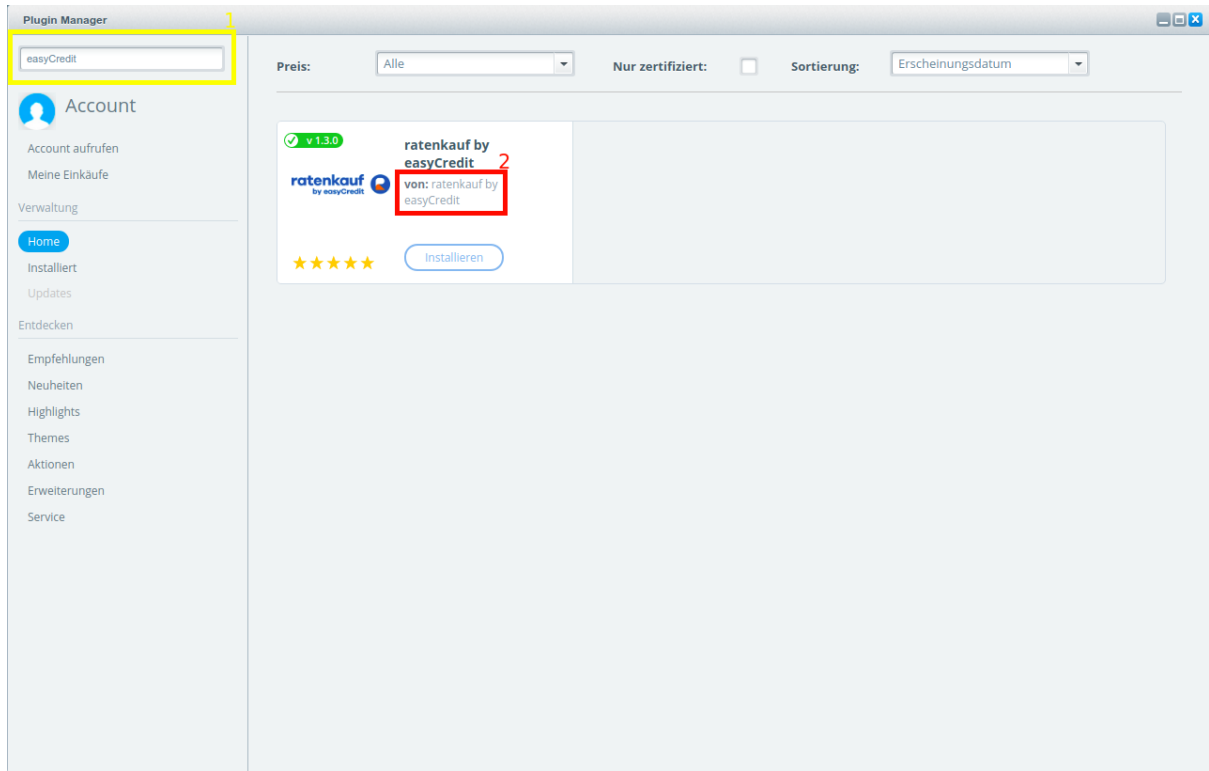 Plugin Manager
1
easyCredit
Account
Account aufrufen
Meine Einkäufe
Verwaltung
Home
Installiert
Updates
Entdecken
Empfehlungen
Neuheiten
Highlights
Themes
Aktionen
Erweiterungen
Service
Preis: Alle Nur zertifiziert: Sortierung: Erscheinungsdatum
v 1.3.0
ratenkauf
by easyCredit
ratenkauf by
easyCredit
2
von: ratenkauf by
easyCredit
Installieren